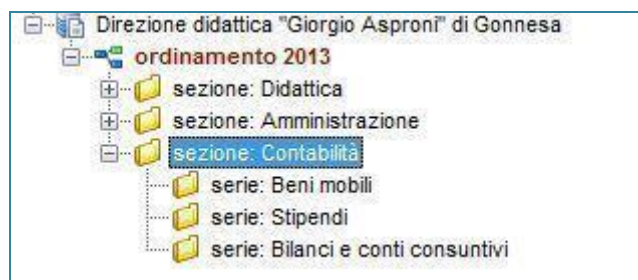 Direzione didattica "Giorgio Asproni" di Gonnesa
ordinamento 2013
sezione: Didattica
sezione: Amministrazione
sezione: Contabilità
serie: Beni mobili
serie: Stipendi
serie: Bilanci e conti consuntivi